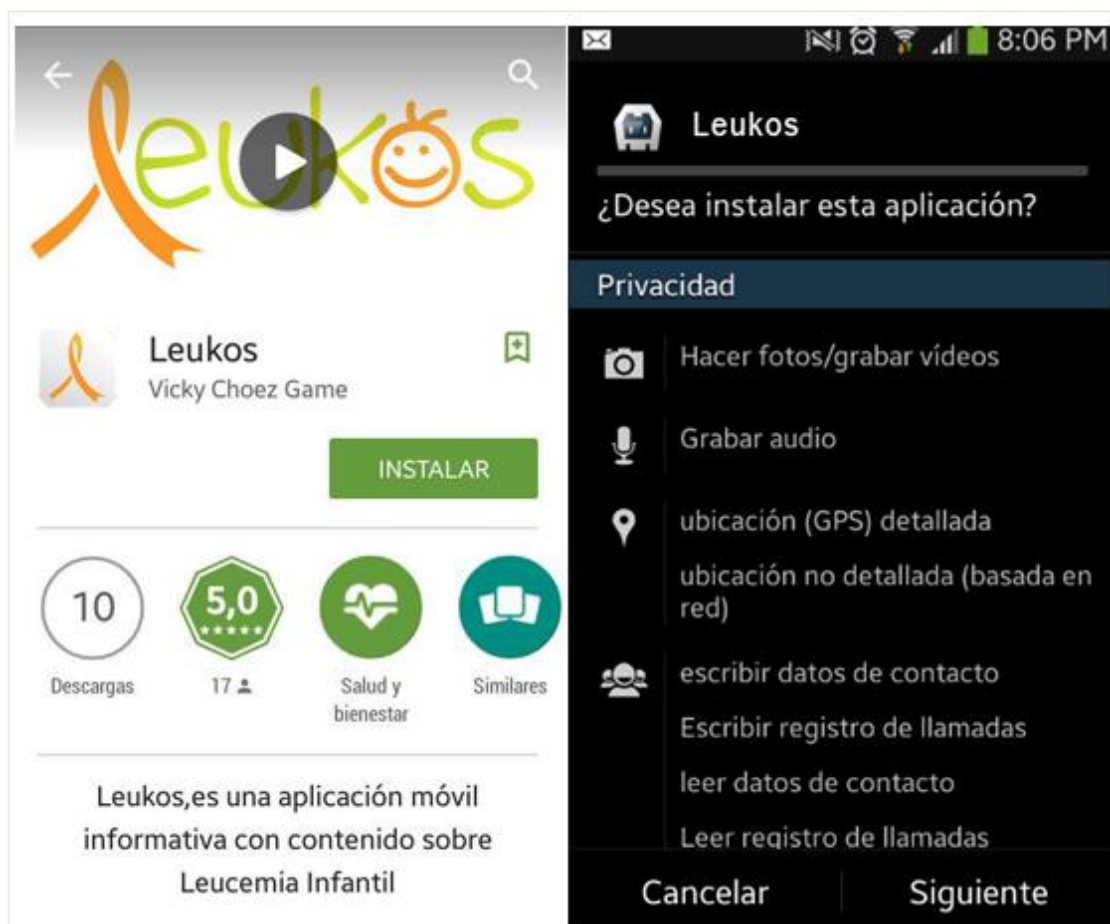 leukos
Leukos
Vicky Choez Game
INSTALAR
10
5,0
Descargas
17
Salud y
bienestar
Similares
Leukos,es una aplicación móvil
informativa con contenido sobre
Leucemia Infantil
8:06 PM
Leukos
¿Desea instalar esta aplicación?
Privacidad
Hacer fotos/grabar vídeos
Grabar audio
ubicación (GPS) detallada
ubicación no detallada (basada en
red)
escribir datos de contacto
Escribir registro de llamadas
leer datos de contacto
Leer registro de llamadas
Cancelar
Siguiente